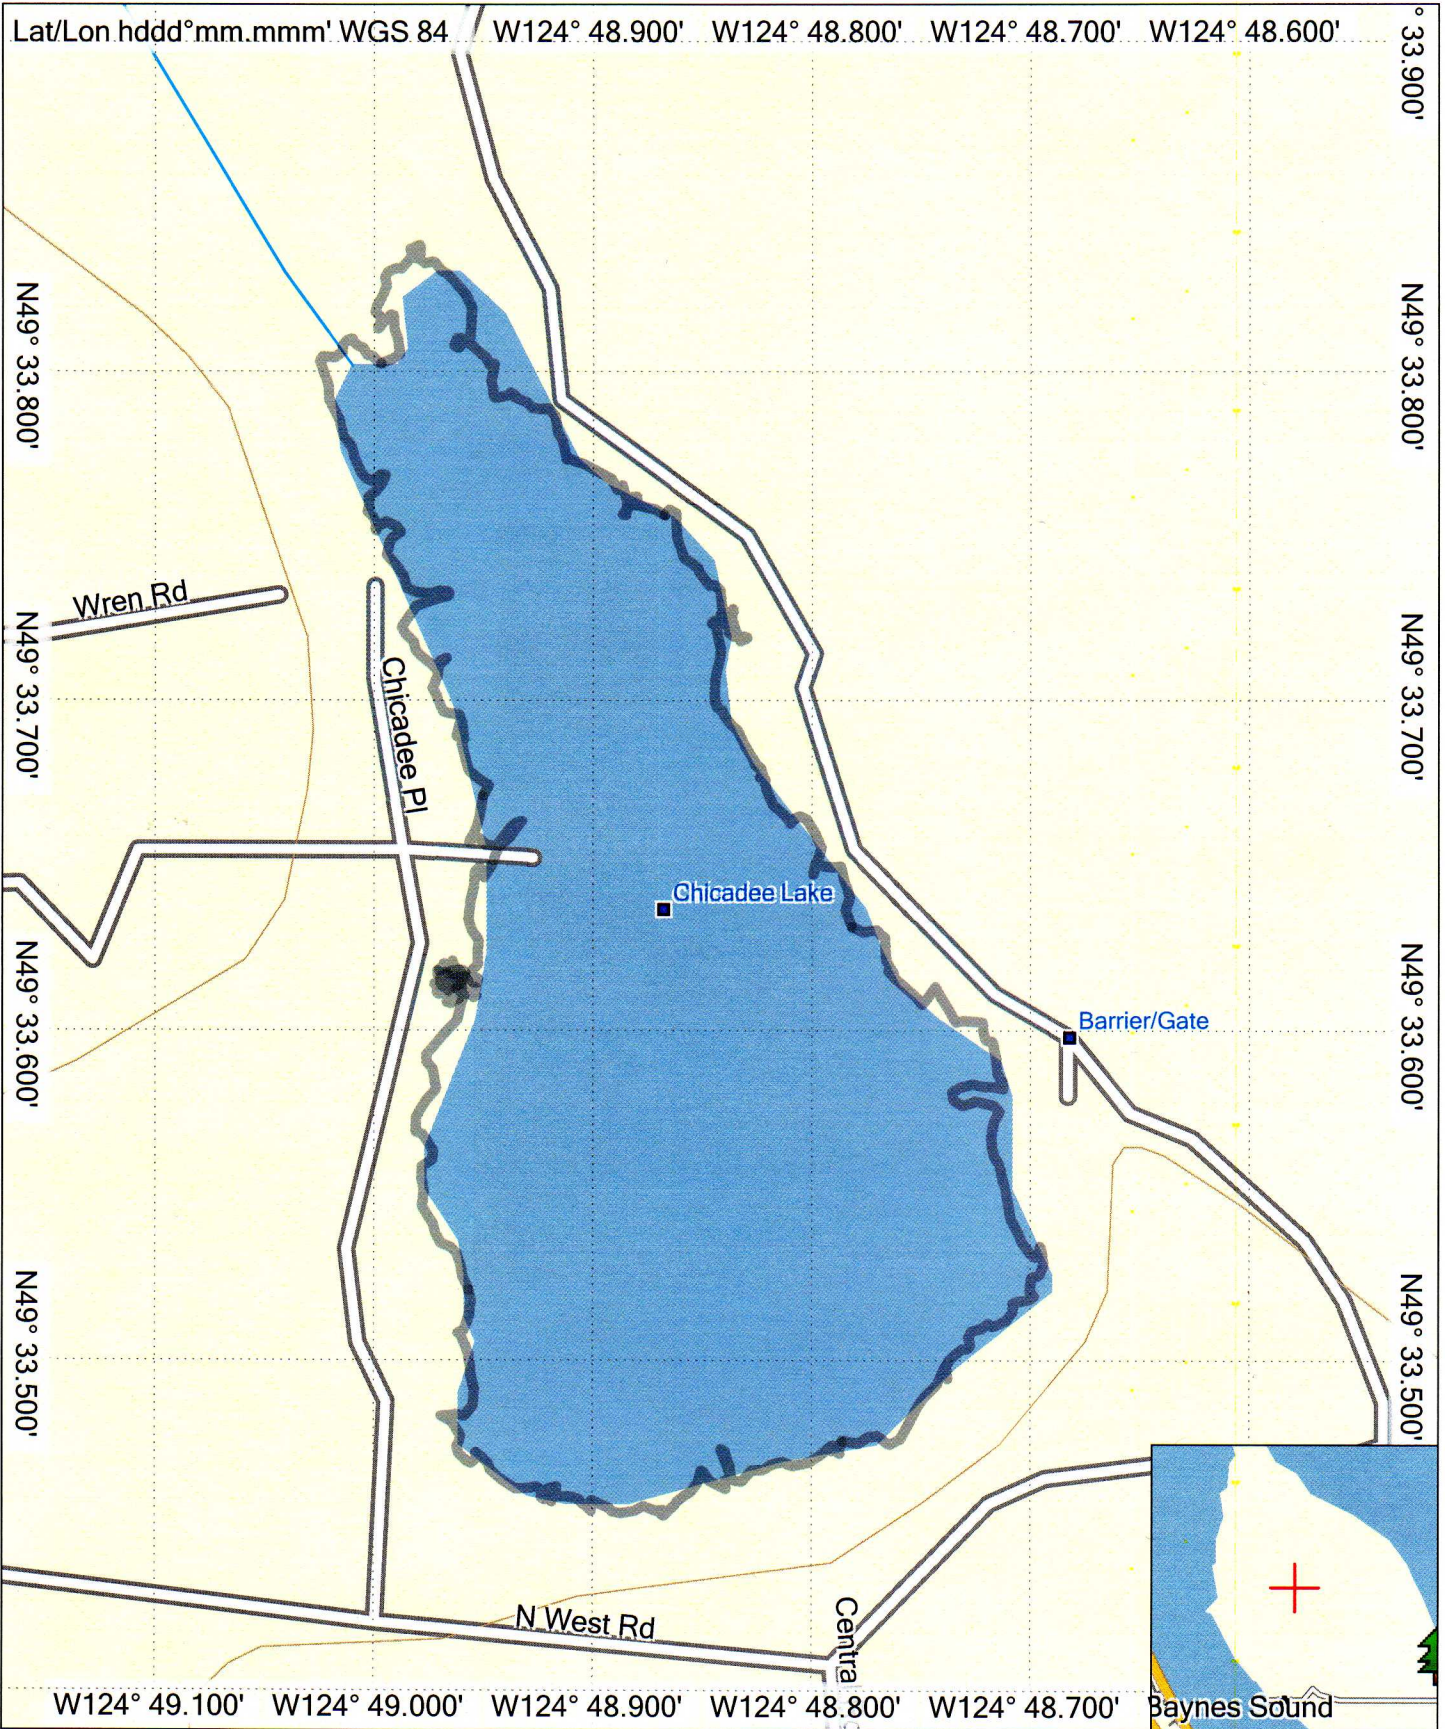 Lat/Lon hddd°mm.mmm' WGS 84 W124° 48.900' W124° 48.800' W124° 48.700' W124° 48.600'
° 33.900'
N49° 33.800' N49° 33.800'
Wren Rd
N49° 33.700' N49° 33.700'
Chicadee Pl
Chicadee Lake
N49° 33.600' N49° 33.600'
Barrier/Gate
N49° 33.500' N49° 33.500'
N West Rd
Central
W124° 49.100' W124° 49.000' W124° 48.900' W124° 48.800' W124° 48.700'
Baynes Sound